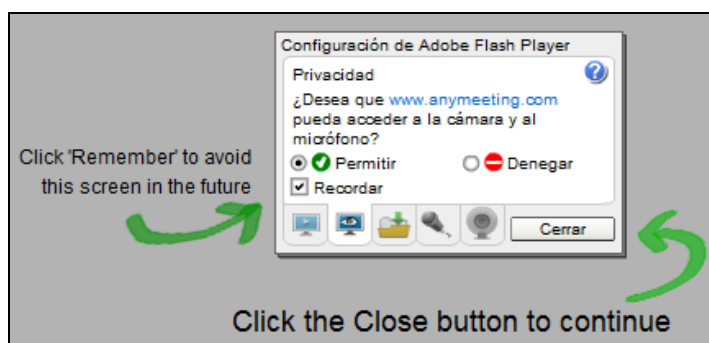 Configuración de Adobe Flash Player
Privacidad
¿Desea que www.anymeeting.com
pueda acceder a la cámara y al
micrófono?
Permitir Denegar
Recordar
Cerrar
Click 'Remember' to avoid
this screen in the future
Click the Close button to continue